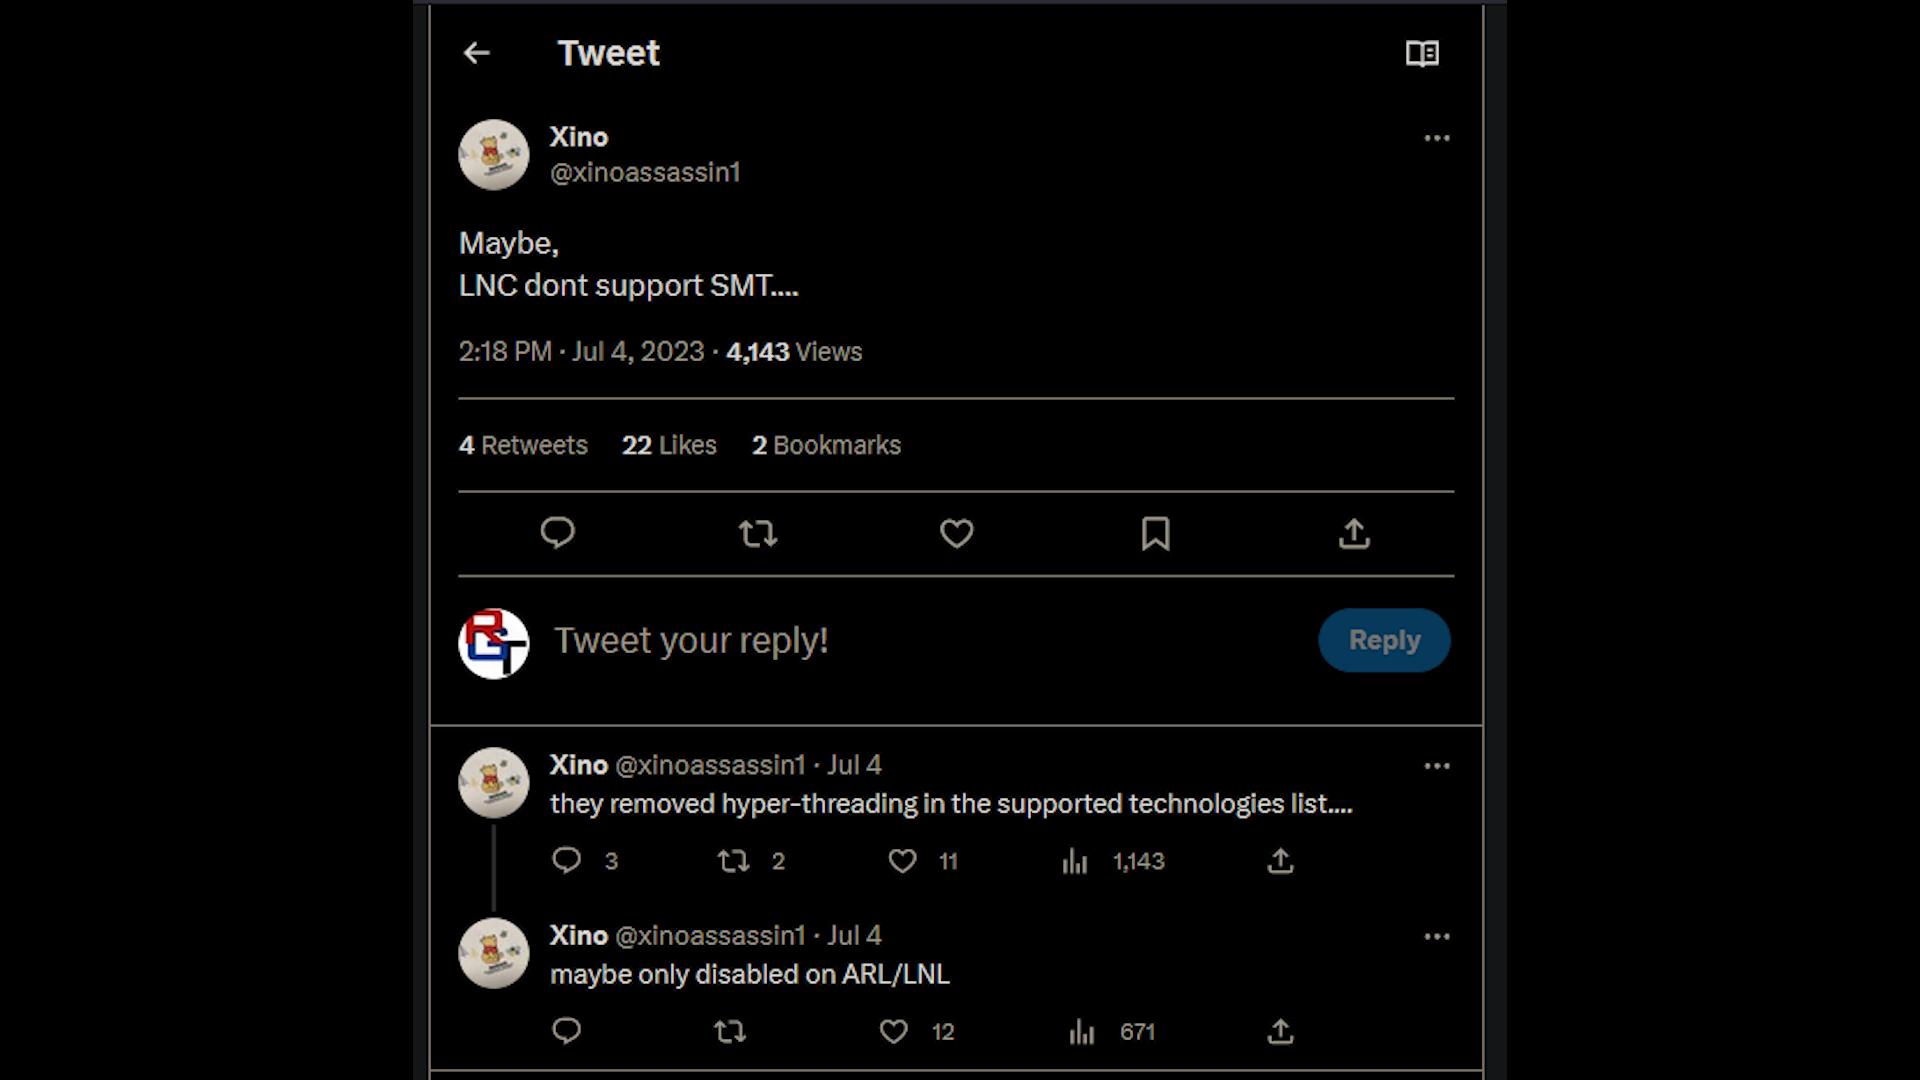 Tweet
Xino
@xinoassassin1
Maybe,
LNC dont support SMT....
2:18 PM · Jul 4, 2023 · 4,143 Views
4 Retweets 22 Likes 2 Bookmarks
RGT
Tweet your reply!
Reply
Xino @xinoassassin1 · Jul 4
they removed hyper-threading in the supported technologies list....
3 2 11 1,143
Xino @xinoassassin1 · Jul 4
maybe only disabled on ARL/LNL
12 671